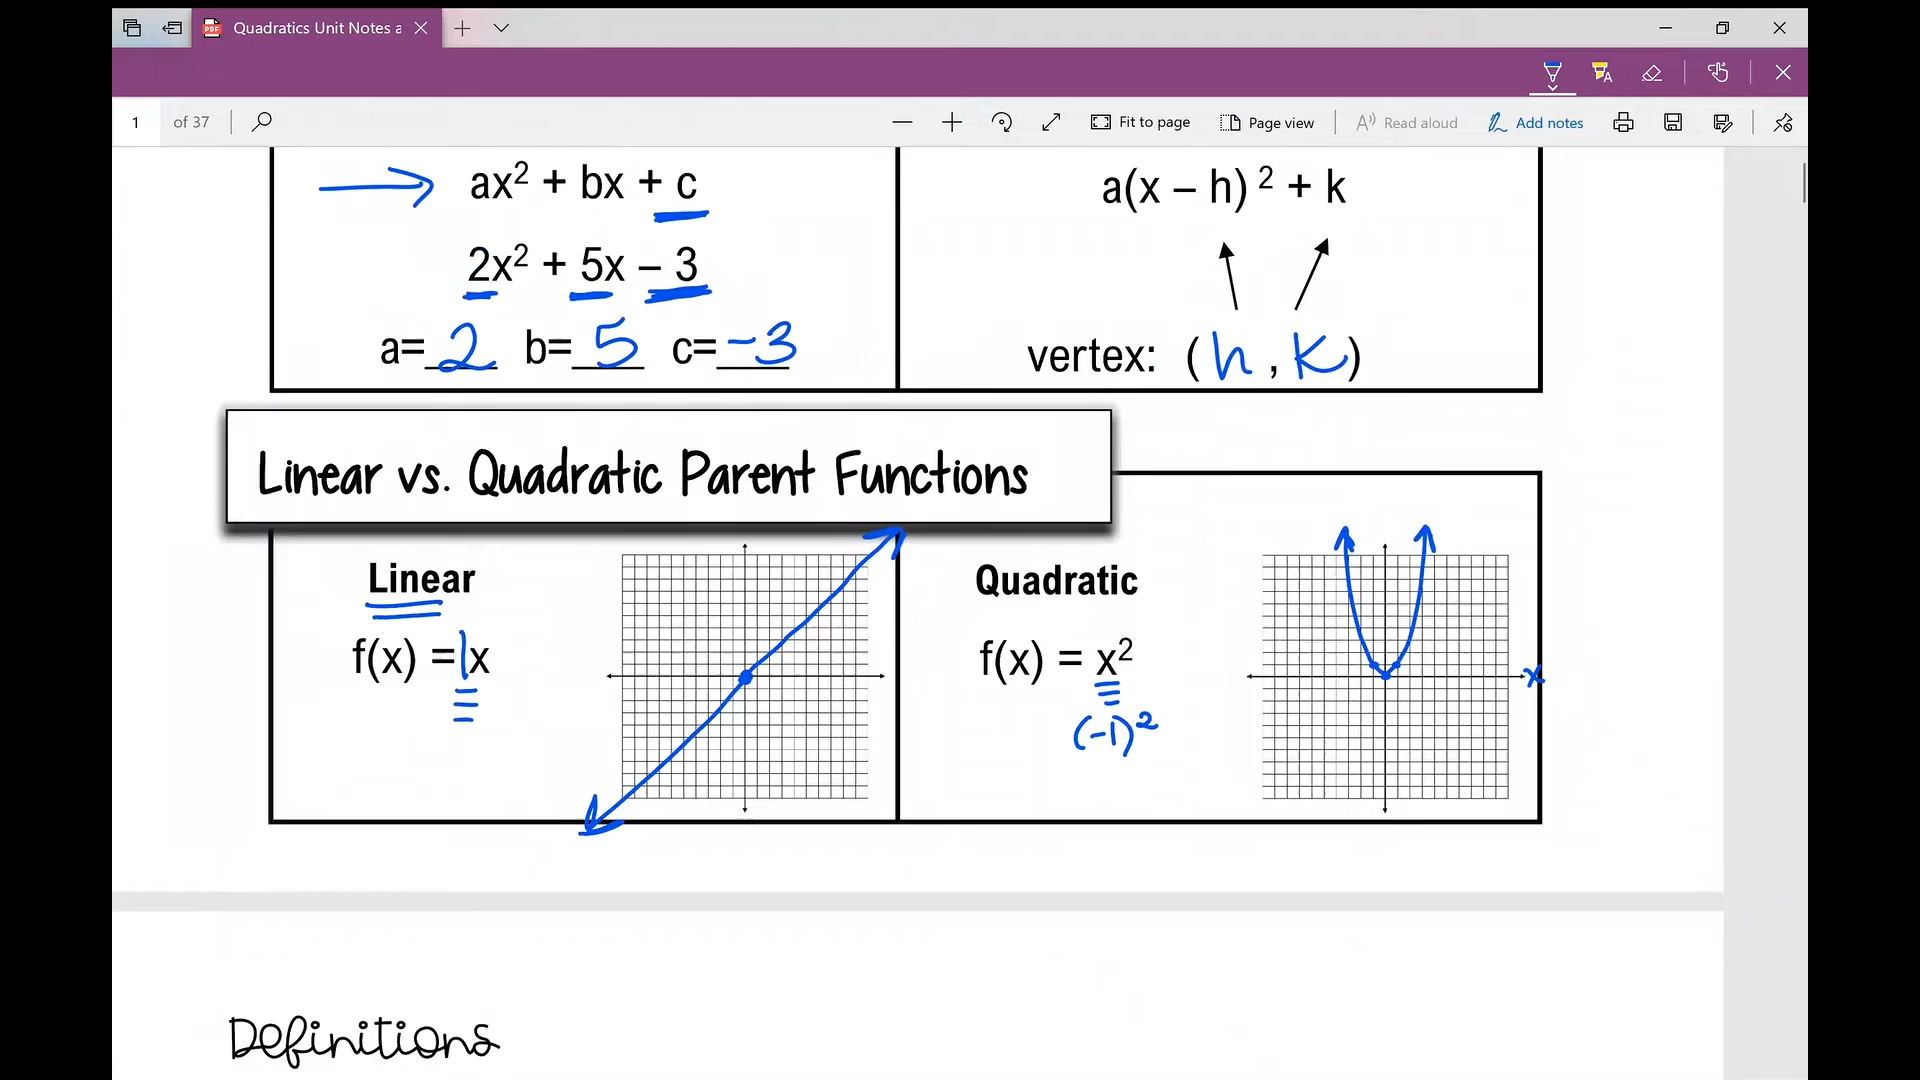 Quadratics Unit Notes a
1 of 37
Fit to page
Page view
Read aloud
Add notes
ax² + bx + c
2x² + 5x – 3
a= 2 b= 5 c= -3
a(x – h)² + k
vertex: (h, k)
Linear vs. Quadratic Parent Functions
Linear
f(x) =1x
Quadratic
f(x) = x²
(-1)²
x
Definitions